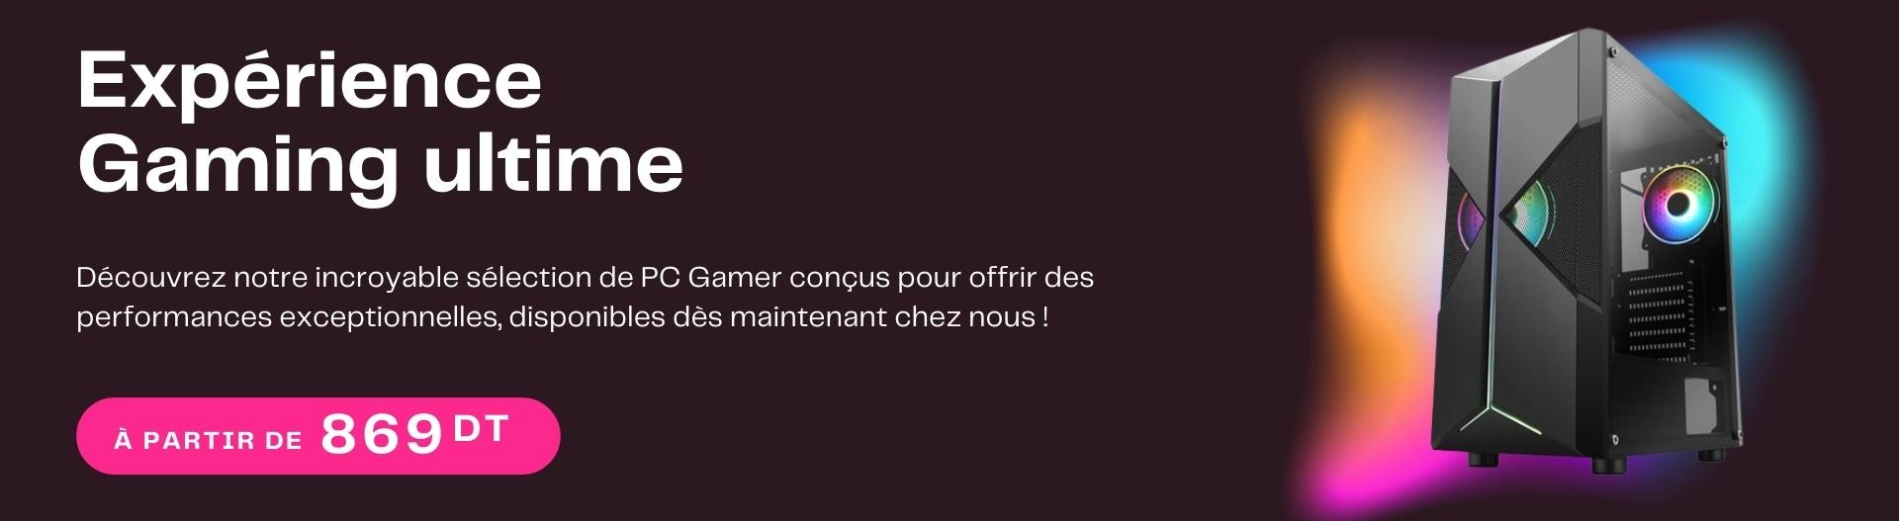 Expérience
Gaming ultime
Découvrez notre incroyable sélection de PC Gamer conçus pour offrir des
performances exceptionnelles, disponibles dès maintenant chez nous !
À PARTIR DE 869 DT